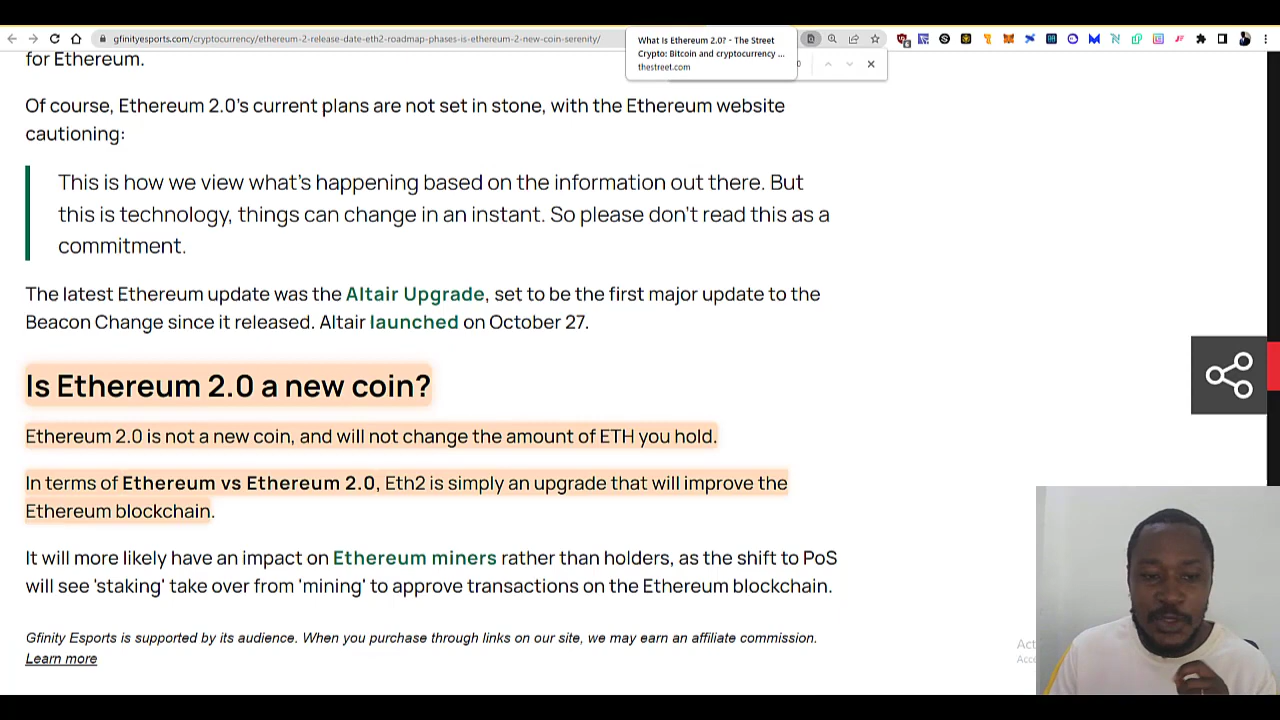 gfinityesports.com/cryptocurrency/ethereum-2-release-date-eth2-roadmap-phases-is-ethereum-2-new-coin-serenity/
What Is Ethereum 2.0? - The Street
Crypto: Bitcoin and cryptocurrency ...
thestreet.com
for Ethereum.
Of course, Ethereum 2.0's current plans are not set in stone, with the Ethereum website
cautioning:
This is how we view what's happening based on the information out there. But
this is technology, things can change in an instant. So please don't read this as a
commitment.
The latest Ethereum update was the Altair Upgrade, set to be the first major update to the
Beacon Change since it released. Altair launched on October 27.
Is Ethereum 2.0 a new coin?
Ethereum 2.0 is not a new coin, and will not change the amount of ETH you hold.
In terms of Ethereum vs Ethereum 2.0, Eth2 is simply an upgrade that will improve the
Ethereum blockchain.
It will more likely have an impact on Ethereum miners rather than holders, as the shift to PoS
will see 'staking' take over from 'mining' to approve transactions on the Ethereum blockchain.
Gfinity Esports is supported by its audience. When you purchase through links on our site, we may earn an affiliate commission.
Learn more